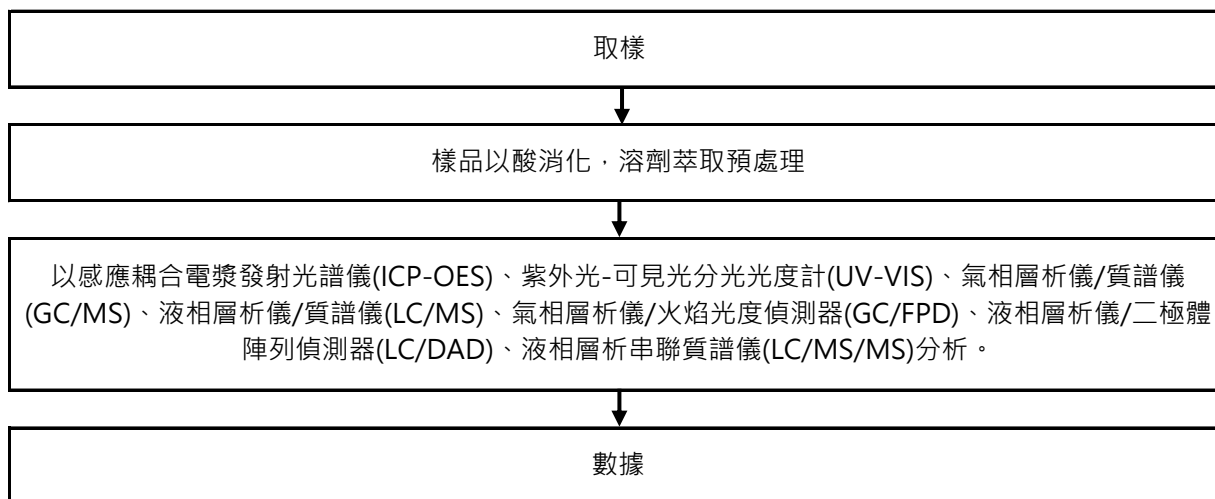 取樣
樣品以酸消化，溶劑萃取預處理
以感應耦合電漿發射光譜儀(ICP-OES)、紫外光-可見光分光光度計(UV-VIS)、氣相層析儀/質譜儀
(GC/MS)、液相層析儀/質譜儀(LC/MS)、氣相層析儀/火焰光度偵測器(GC/FPD)、液相層析儀/二極體
陣列偵測器(LC/DAD)、液相層析串聯質譜儀(LC/MS/MS)分析。
數據